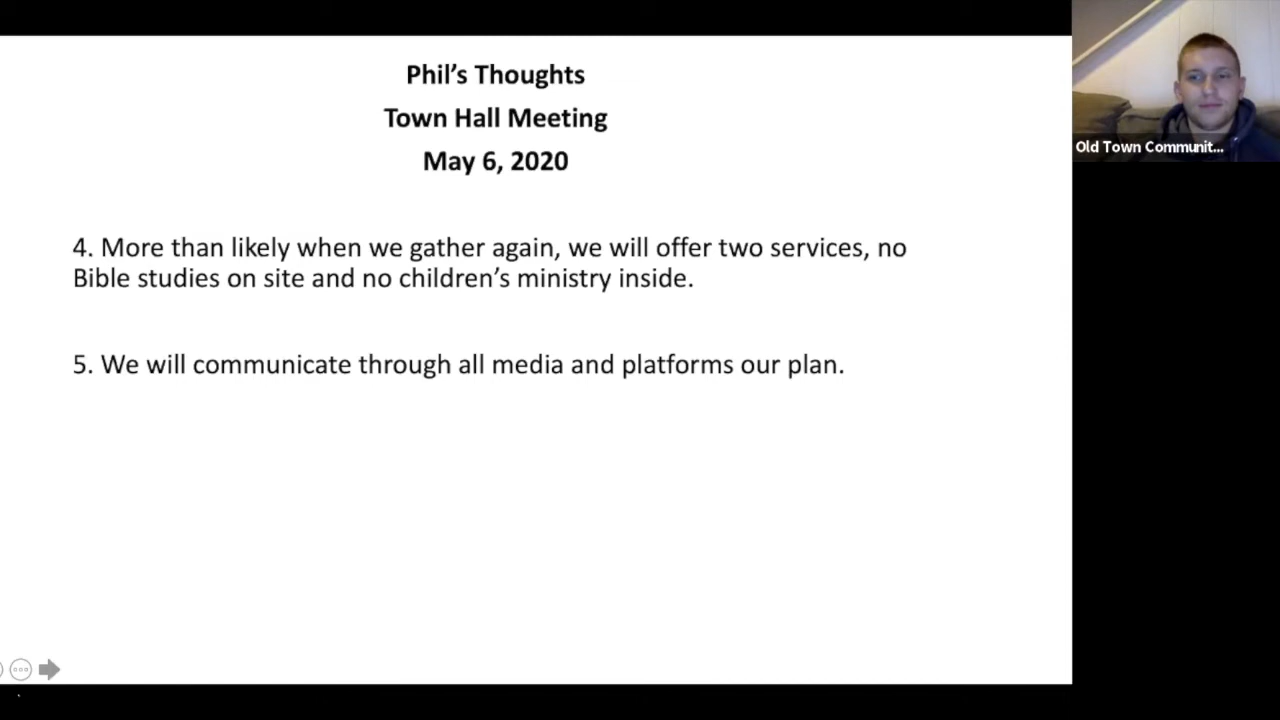 Phil’s Thoughts
Town Hall Meeting
May 6, 2020
4. More than likely when we gather again, we will offer two services, no
Bible studies on site and no children’s ministry inside.
5. We will communicate through all media and platforms our plan.
Old Town Communit...